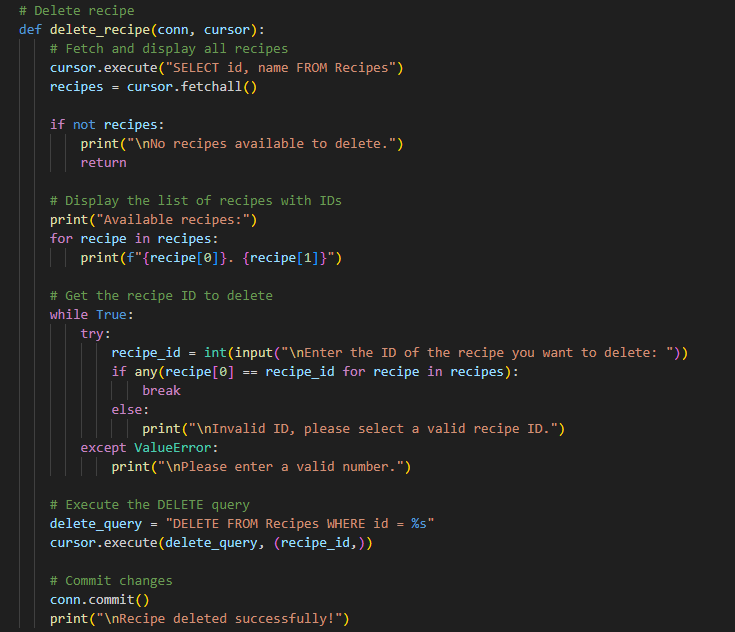 # Delete recipe
def delete_recipe(conn, cursor):
    # Fetch and display all recipes
    cursor.execute("SELECT id, name FROM Recipes")
    recipes = cursor.fetchall()

    if not recipes:
        print("\nNo recipes available to delete.")
        return

    # Display the list of recipes with IDs
    print("Available recipes:")
    for recipe in recipes:
        print(f"{recipe[0]}. {recipe[1]}")

    # Get the recipe ID to delete
    while True:
        try:
            recipe_id = int(input("\nEnter the ID of the recipe you want to delete: "))
            if any(recipe[0] == recipe_id for recipe in recipes):
                break
            else:
                print("\nInvalid ID, please select a valid recipe ID.")
        except ValueError:
            print("\nPlease enter a valid number.")

    # Execute the DELETE query
    delete_query = "DELETE FROM Recipes WHERE id = %s"
    cursor.execute(delete_query, (recipe_id,))

    # Commit changes
    conn.commit()
    print("\nRecipe deleted successfully!")